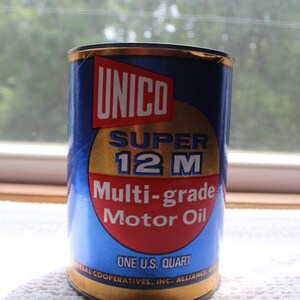 UNICO
SUPER
12 M
Multi-grade
Motor Oil
ONE U.S. QUART
COOPERATIVES, INC. ALLIANCE,